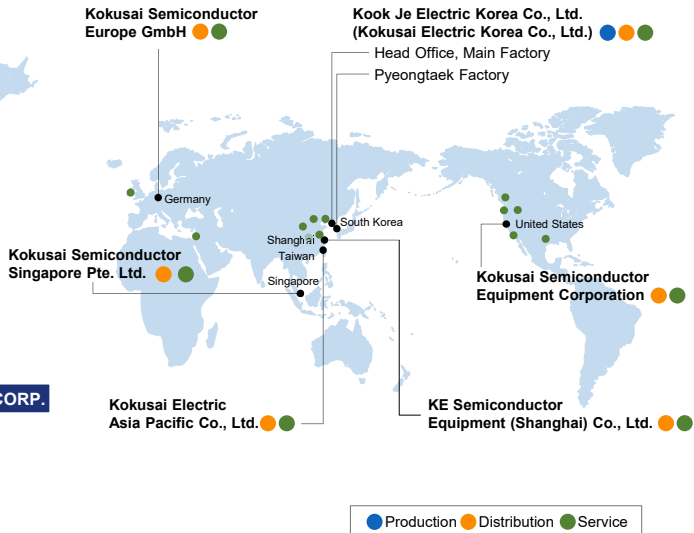 Kokusai Semiconductor
Europe GmbH
Kook Je Electric Korea Co., Ltd.
(Kokusai Electric Korea Co., Ltd.)
Head Office, Main Factory
Pyeongtaek Factory
Germany
South Korea
Shanghai
Taiwan
Singapore
United States
Kokusai Semiconductor
Singapore Pte. Ltd.
Kokusai Semiconductor
Equipment Corporation
CORP.
Kokusai Electric
Asia Pacific Co., Ltd.
KE Semiconductor
Equipment (Shanghai) Co., Ltd.
Production Distribution Service